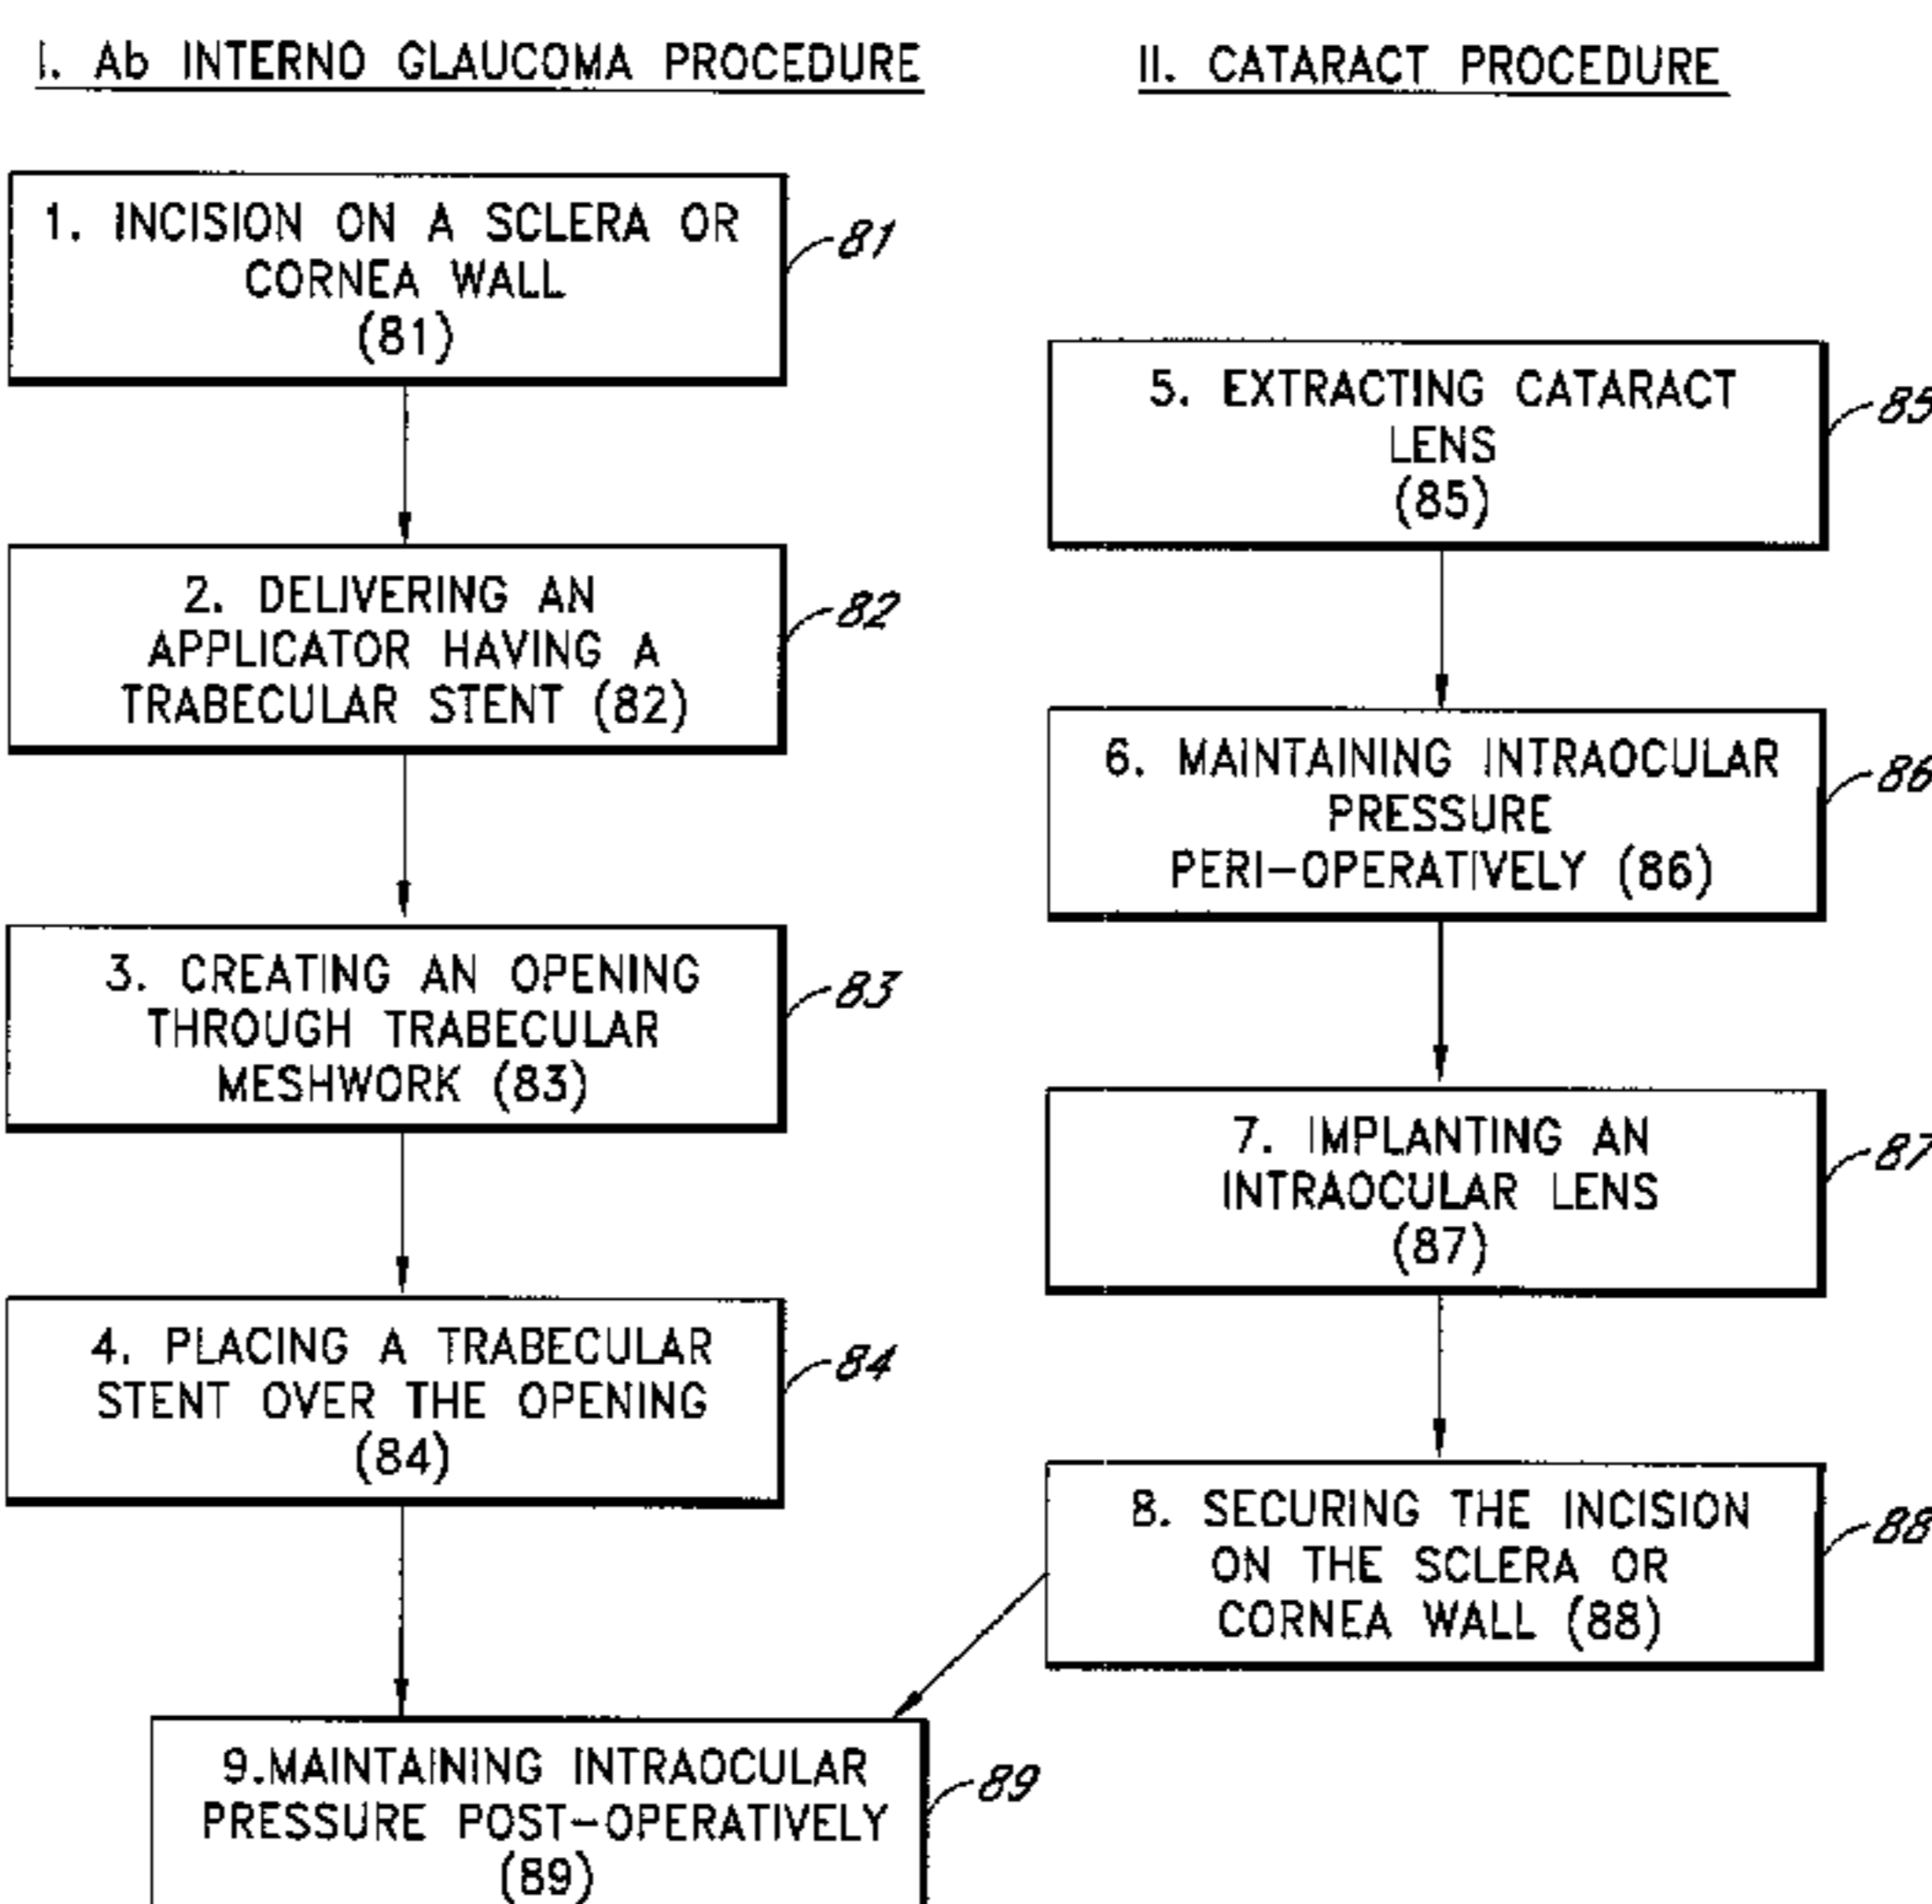 I. Ab INTERNO GLAUCOMA PROCEDURE
1. INCISION ON A SCLERA OR
CORNEA WALL
(81)
81
2. DELIVERING AN
APPLICATOR HAVING A
TRABECULAR STENT (82)
82
3. CREATING AN OPENING
THROUGH TRABECULAR
MESHWORK (83)
83
4. PLACING A TRABECULAR
STENT OVER THE OPENING
(84)
84
II. CATARACT PROCEDURE
5. EXTRACTING CATARACT
LENS
(85)
85
6. MAINTAINING INTRAOCULAR
PRESSURE
PERI-OPERATIVELY (86)
86
7. IMPLANTING AN
INTRAOCULAR LENS
(87)
87
8. SECURING THE INCISION
ON THE SCLERA OR
CORNEA WALL (88)
88
9.MAINTAINING INTRAOCULAR
PRESSURE POST-OPERATIVELY
(89)
89